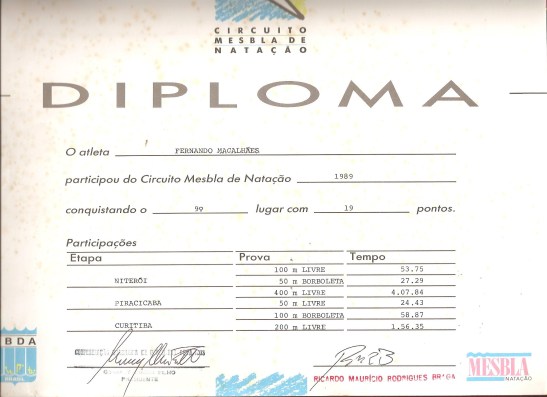 CIRCUITO
MESBLA DE
NATAÇÃO
DIPLOMA
O atleta FERNANDO MACALHÃES
participou do Circuito Mesbla de Natação 1989
conquistando o 9º lugar com 19 pontos.
Participações
Etapa Prova Tempo
100 m LIVRE 53.75
NITERÓI 50 m BORBOLETA 27.29
400 m LIVRE 4.07.84
PIRACICABA 50 m LIVRE 24.43
100 m BORBOLETA 58.87
CURITIBA 200 m LIVRE 1.56.35
BDA
PRESIDENTE
RICARDO MAURÍCIO RODRIGUES BRAGA
MESBLA
NATAÇÃO